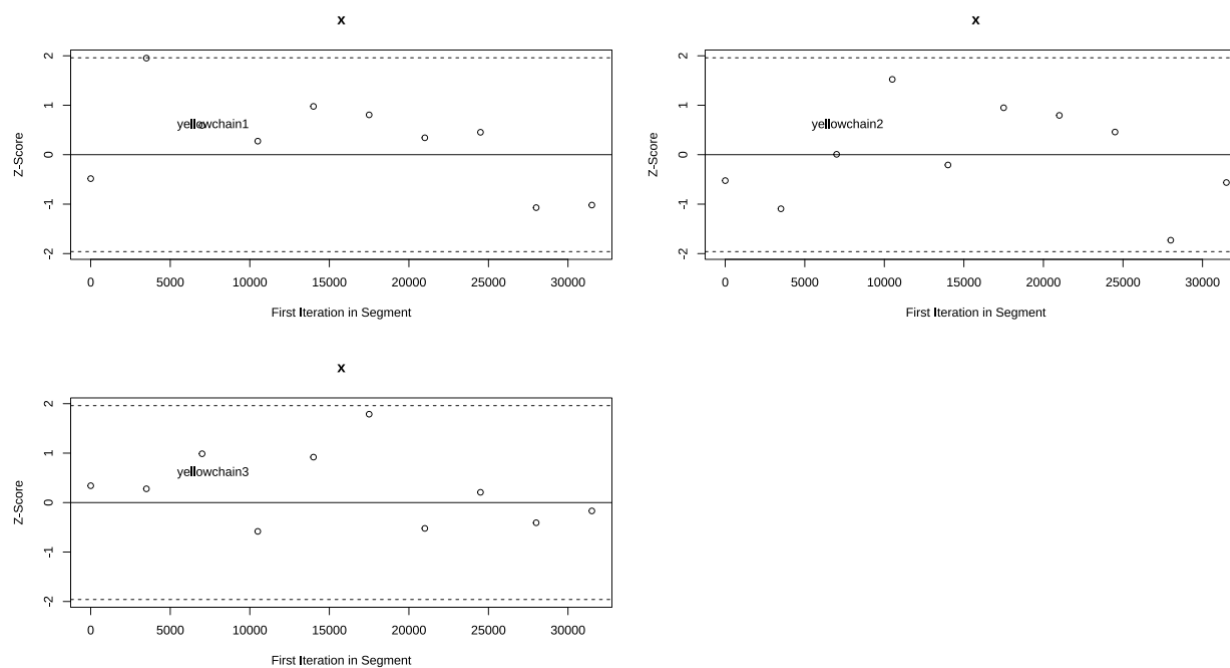 x
Z-Score
2
1
0
-1
-2
yellowchain1
0 5000 10000 15000 20000 25000 30000
First Iteration in Segment
x
Z-Score
2
1
0
-1
-2
yellowchain2
0 5000 10000 15000 20000 25000 30000
First Iteration in Segment
x
Z-Score
2
1
0
-1
-2
yellowchain3
0 5000 10000 15000 20000 25000 30000
First Iteration in Segment